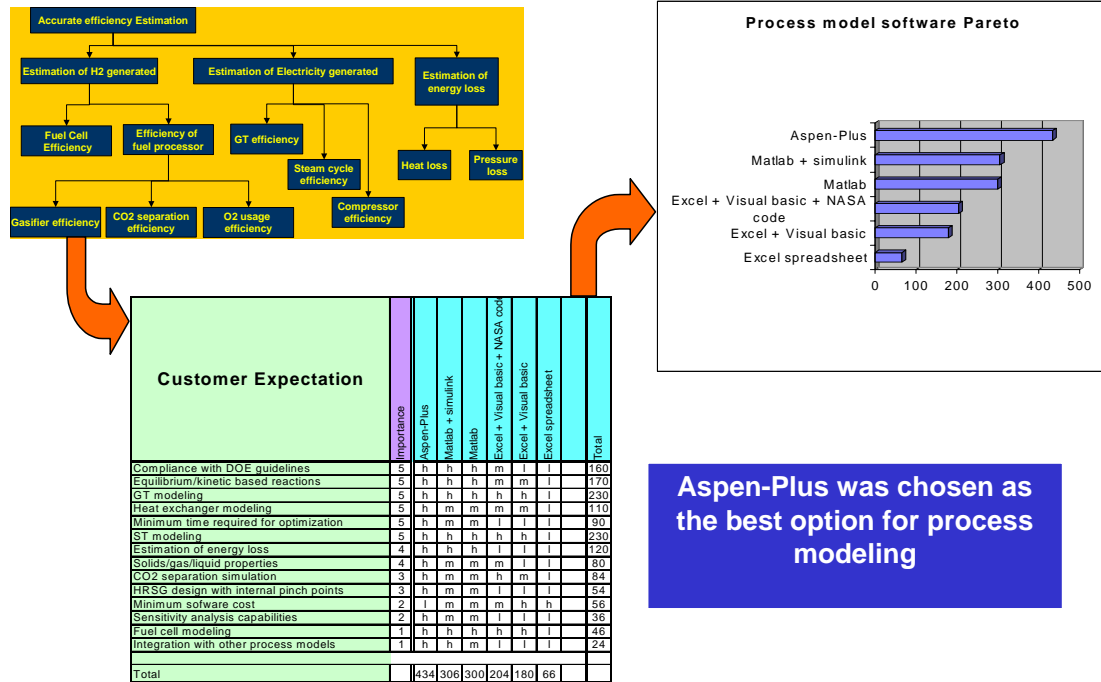 Accurate efficiency Estimation
Estimation of H2 generated
Estimation of Electricity generated
Estimation of
energy loss
Fuel Cell
Efficiency
Efficiency of
fuel processor
GT efficiency
Steam cycle
efficiency
Compressor
efficiency
Heat loss
Pressure
loss
Gasifier efficiency
CO2 separation
efficiency
O2 usage
efficiency
Process model software Pareto
Aspen-Plus
Matlab + simulink
Matlab
Excel + Visual basic + NASA
code
Excel + Visual basic
Excel spreadsheet
0 100 200 300 400 500
Customer Expectation
Importance
Aspen-Plus
Matlab + simulink
Matlab
Excel + Visual basic + NASA code
Excel + Visual basic
Excel spreadsheet
Total
Compliance with DOE guidelines 5 h h h m l l 160
Equilibrium/kinetic based reactions 5 h h h m m l 170
GT modeling 5 h h h h h l 230
Heat exchanger modeling 5 h m m m m l 110
Minimum time required for optimization 5 h m m l l l 90
ST modeling 5 h h h h h l 230
Estimation of energy loss 4 h h h l l l 120
Solids/gas/liquid properties 4 h m m m l l 80
CO2 separation simulation 3 h m m h m l 84
HRSG design with internal pinch points 3 h m m l l l 54
Minimum sofware cost 2 l m m m h h 56
Sensitivity analysis capabilities 2 h m m l l l 36
Fuel cell modeling 1 h h h h h l 46
Integration with other process models 1 h h m l l l 24
Total 434 306 300 204 180 66
Aspen-Plus was chosen as
the best option for process
modeling